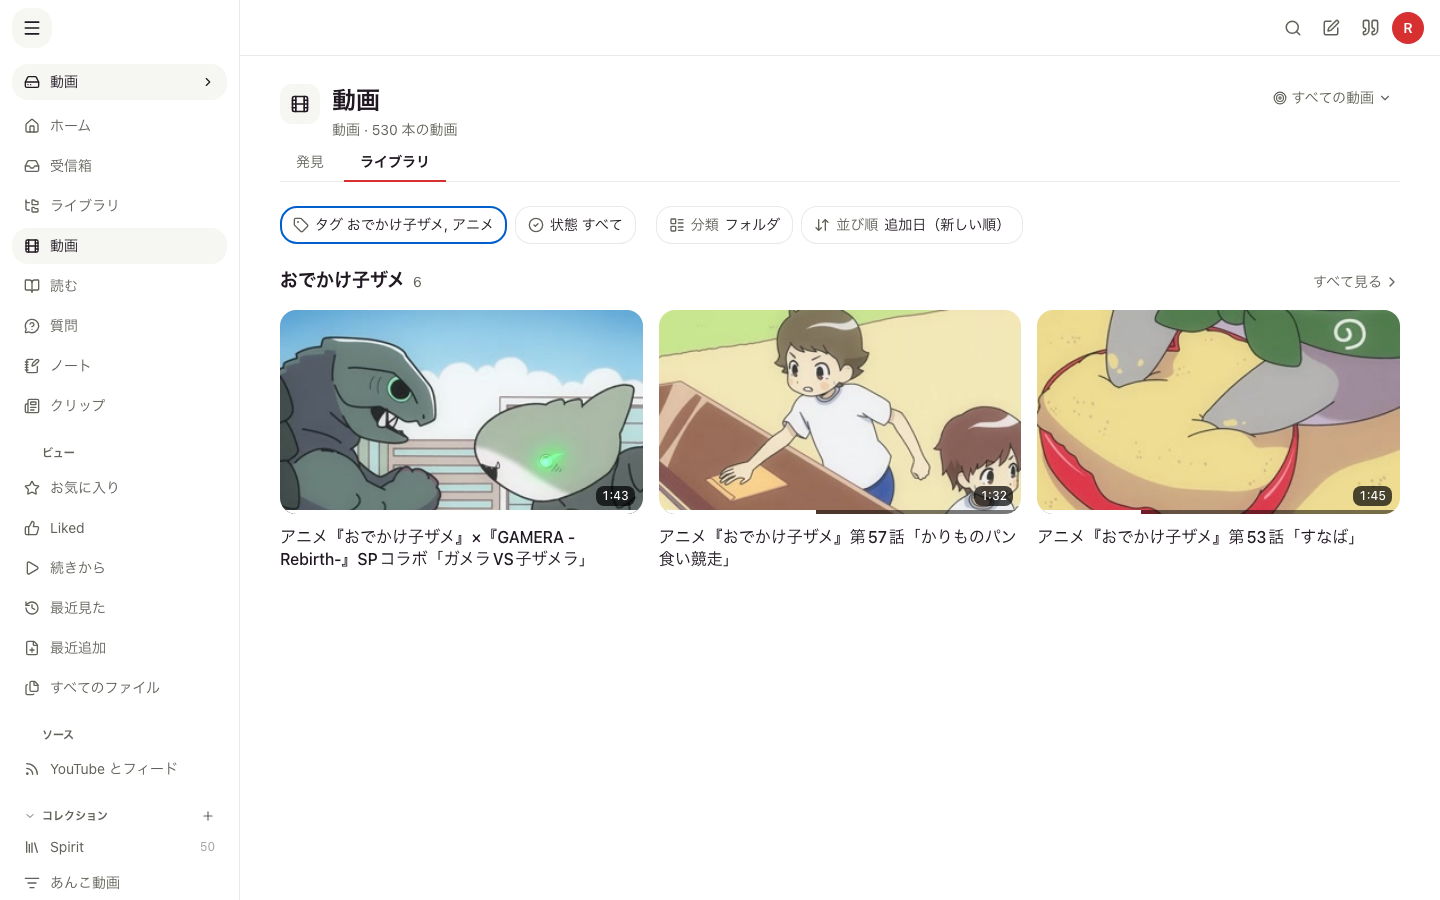 R
動画
ホーム
受信箱
ライブラリ
動画
読む
質問
ノート
クリップ
ビュー
お気に入り
Liked
続きから
最近見た
最近追加
すべてのファイル
ソース
YouTube とフィード
コレクション
Spirit 50
あんこ動画
動画
動画 · 530 本の動画
すべての動画
発見 ライブラリ
タグ おでかけ子ザメ, アニメ 状態 すべて 分類 フォルダ 並び順 追加日（新しい順）
おでかけ子ザメ 6
すべて見る
1:43
アニメ『おでかけ子ザメ』×『GAMERA -
Rebirth-』SPコラボ「ガメラVS子ザメラ」
1:32
アニメ『おでかけ子ザメ』第57話「かりものパン
食い競走」
1:45
アニメ『おでかけ子ザメ』第53話「すなば」